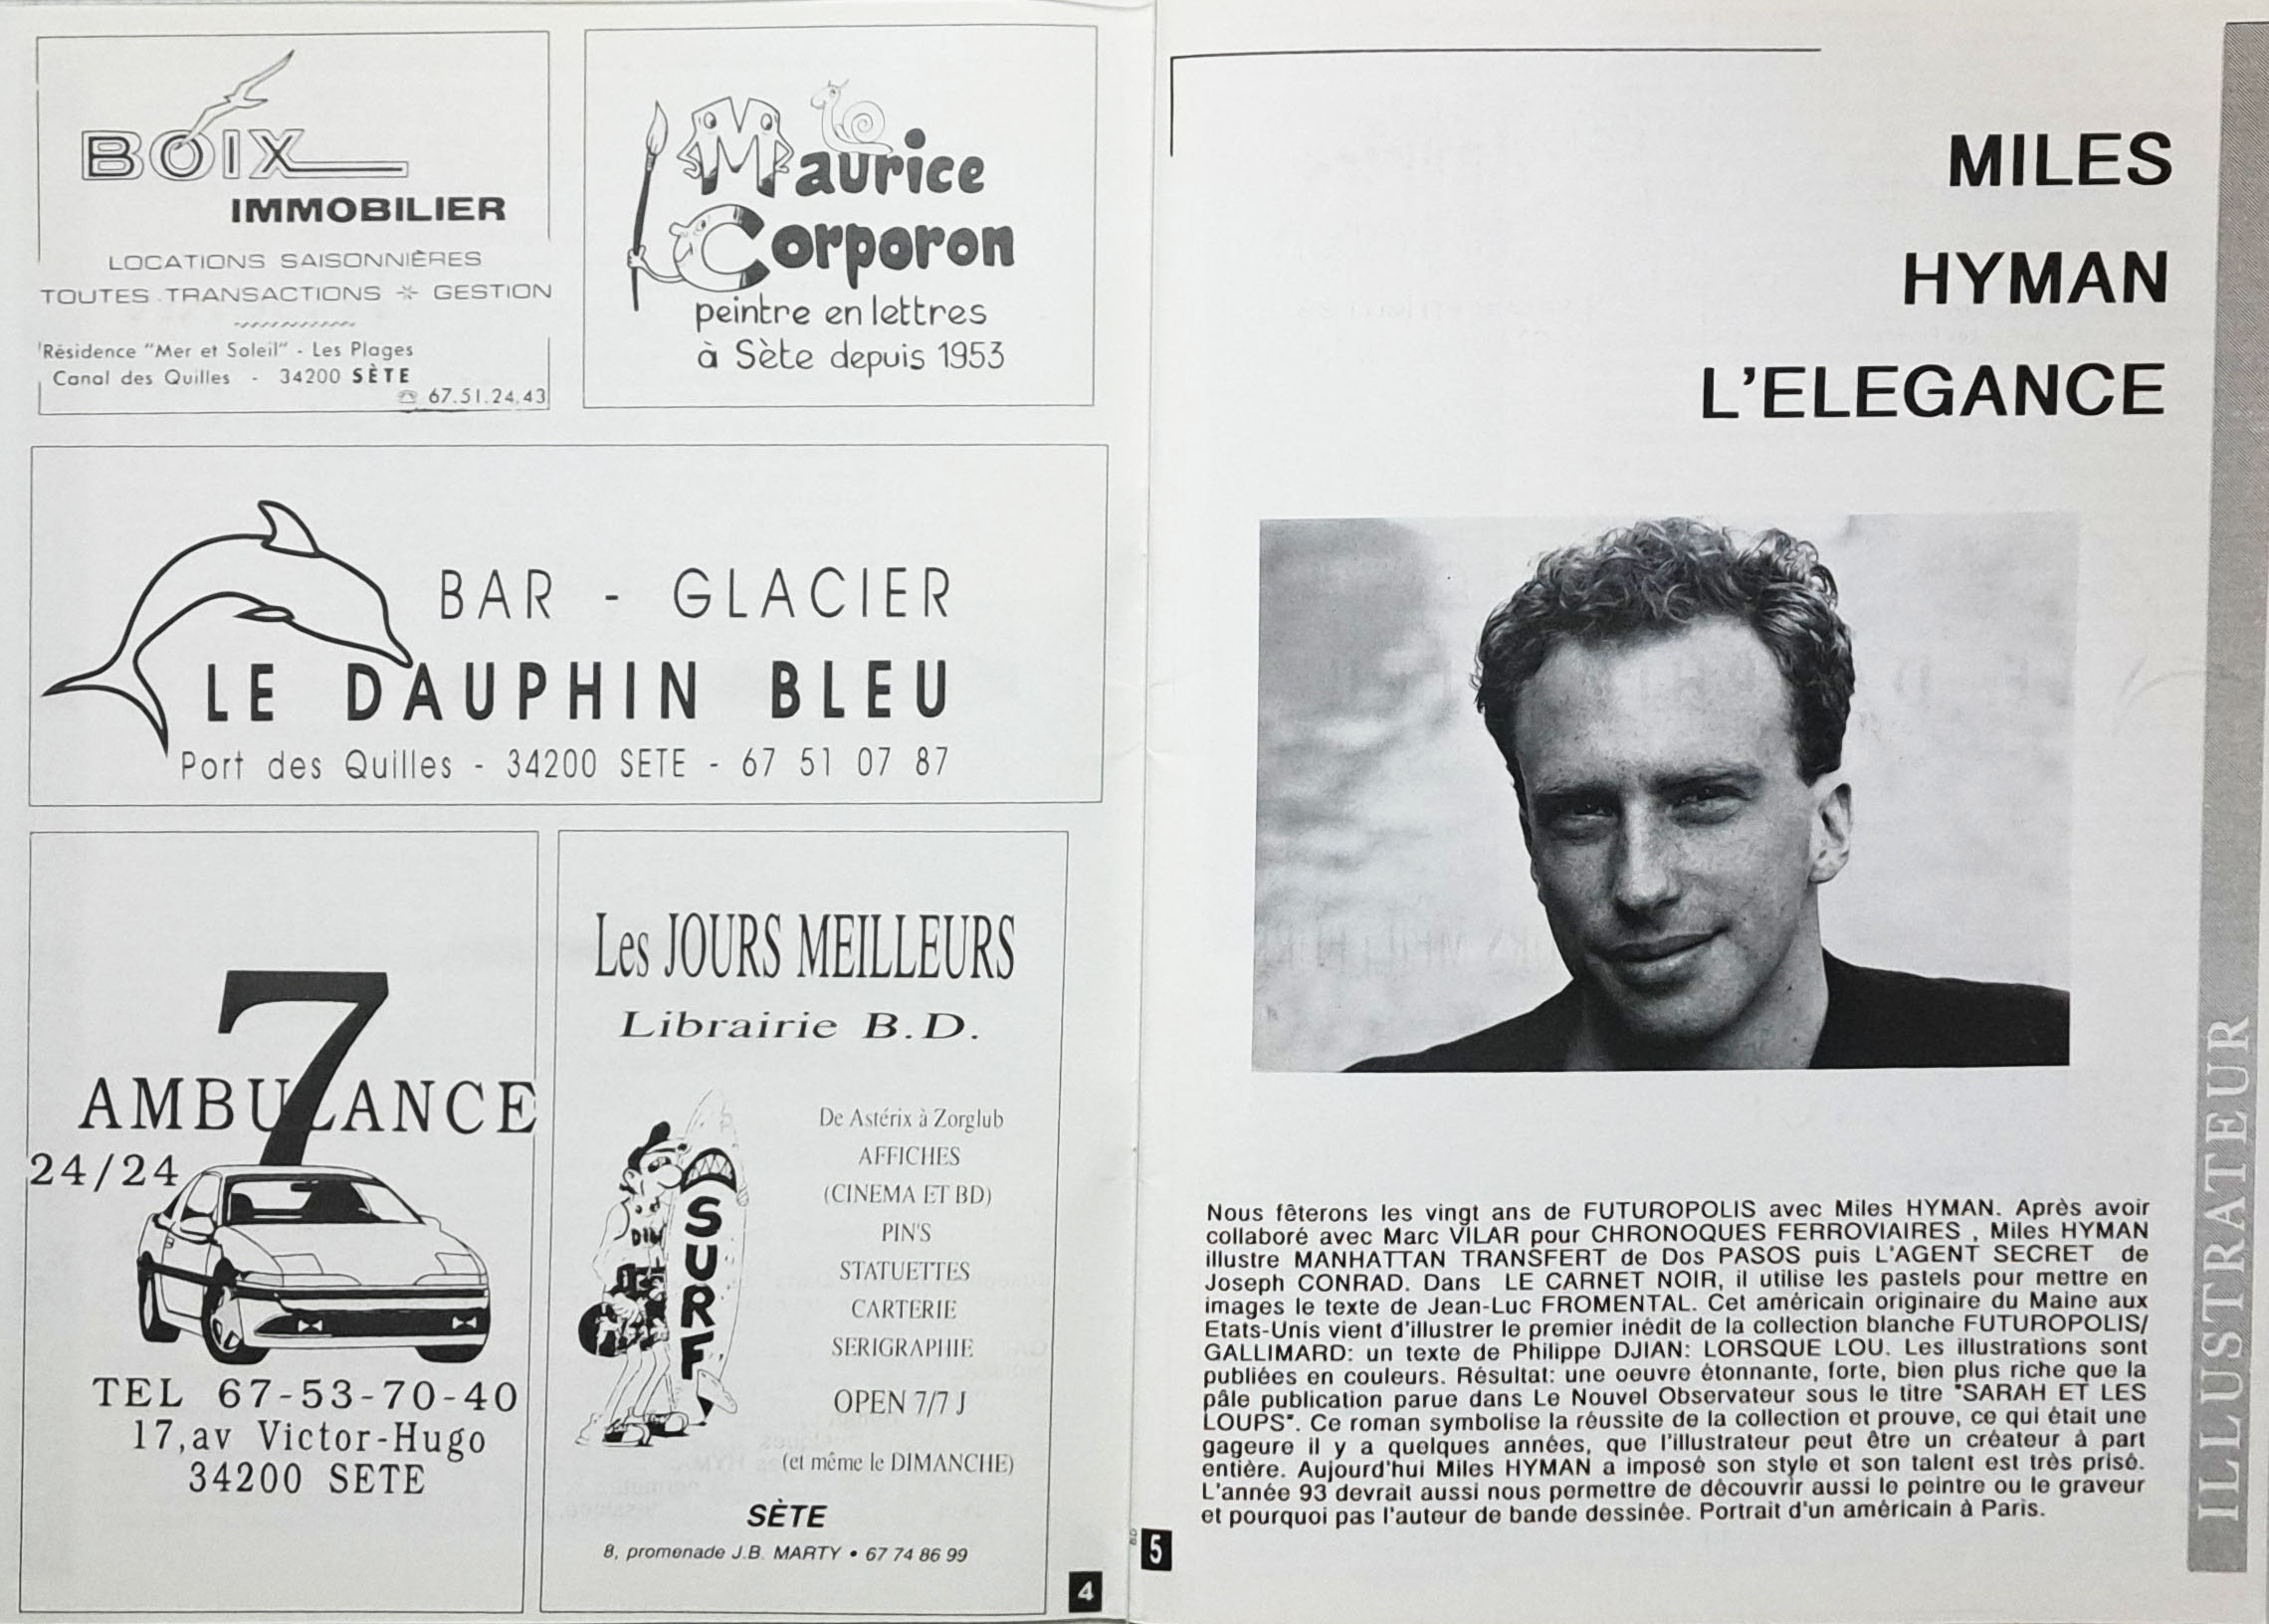 BOIX
IMMOBILIER
LOCATIONS SAISONNIÈRES
TOUTES TRANSACTIONS * GESTION
Résidence "Mer et Soleil" - Les Plages
Canal des Quilles - 34200 SÈTE
☎ 67.51.24.43
Maurice
Corporon
peintre en lettres
à Sète depuis 1953
BAR - GLACIER
LE DAUPHIN BLEU
Port des Quilles - 34200 SETE - 67 51 07 87
7
AMBULANCE
24/24
TEL 67-53-70-40
17,av Victor-Hugo
34200 SETE
Les JOURS MEILLEURS
Librairie B.D.
SURF
De Astérix à Zorglub
AFFICHES
(CINEMA ET BD)
PIN'S
STATUETTES
CARTERIE
SERIGRAPHIE
OPEN 7/7 J
(et même le DIMANCHE)
SÈTE
8, promenade J.B. MARTY • 67 74 86 99
4
MILES
HYMAN
L'ELEGANCE
Nous fêterons les vingt ans de FUTUROPOLIS avec Miles HYMAN. Après avoir
collaboré avec Marc VILAR pour CHRONOQUES FERROVIAIRES , Miles HYMAN
illustre MANHATTAN TRANSFERT de Dos PASOS puis L'AGENT SECRET de
Joseph CONRAD. Dans LE CARNET NOIR, il utilise les pastels pour mettre en
images le texte de Jean-Luc FROMENTAL. Cet américain originaire du Maine aux
Etats-Unis vient d'illustrer le premier inédit de la collection blanche FUTUROPOLIS/
GALLIMARD: un texte de Philippe DJIAN: LORSQUE LOU. Les illustrations sont
publiées en couleurs. Résultat: une oeuvre étonnante, forte, bien plus riche que la
pâle publication parue dans Le Nouvel Observateur sous le titre "SARAH ET LES
LOUPS". Ce roman symbolise la réussite de la collection et prouve, ce qui était une
gageure il y a quelques années, que l'illustrateur peut être un créateur à part
entière. Aujourd'hui Miles HYMAN a imposé son style et son talent est très prisé.
L'année 93 devrait aussi nous permettre de découvrir aussi le peintre ou le graveur
et pourquoi pas l'auteur de bande dessinée. Portrait d'un américain à Paris.
5
ILLUSTRATEUR